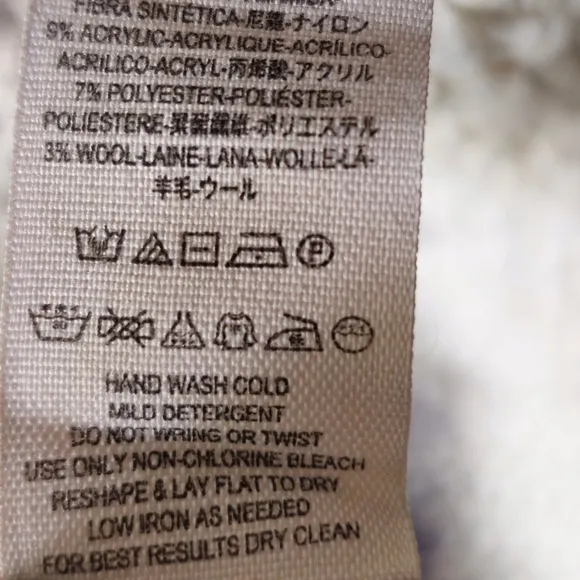 FIBRA SINTÉTICA-尼龍-ナイロン
9% ACRYLIC-ACRYLIQUE-ACRÍLICO-
ACRILICO-ACRYL-丙烯酸-アクリル
7% POLYESTER-POLIÉSTER-
POLIESTERE-聚酯纖維-ポリエステル
3% WOOL-LAINE-LANA-WOLLE-LÃ-
羊毛-ウール
P
30
HAND WASH COLD
MILD DETERGENT
DO NOT WRING OR TWIST
USE ONLY NON-CHLORINE BLEACH
RESHAPE & LAY FLAT TO DRY
LOW IRON AS NEEDED
FOR BEST RESULTS DRY CLEAN